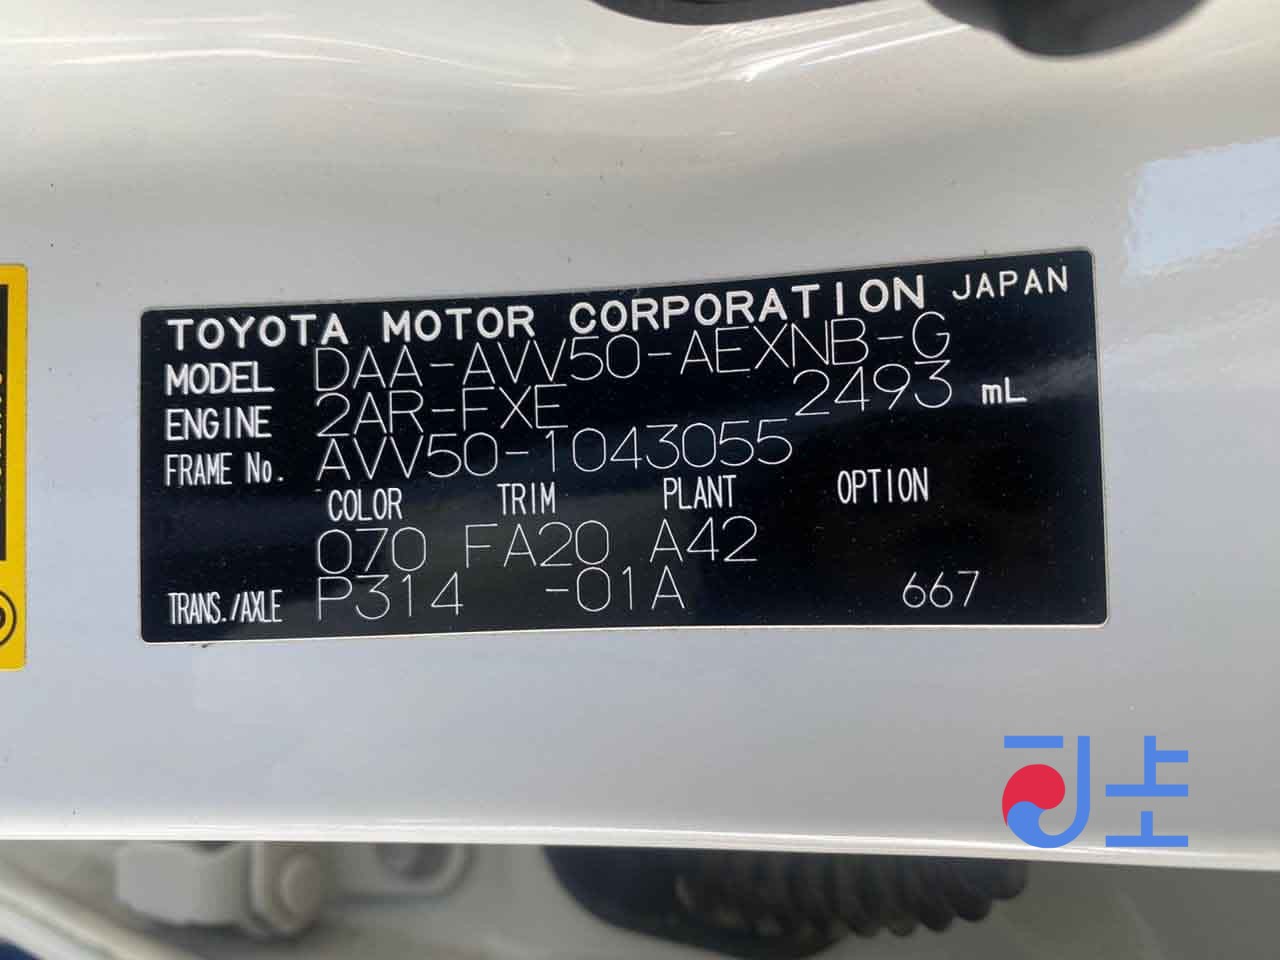 TOYOTA MOTOR CORPORATION JAPAN
MODEL DAA-AVV50-AEXNB-G
ENGINE 2AR-FXE 2493 mL
FRAME No. AVV50-1043055
COLOR TRIM PLANT OPTION
070 FA20 A42
TRANS./AXLE P314 -01A 667